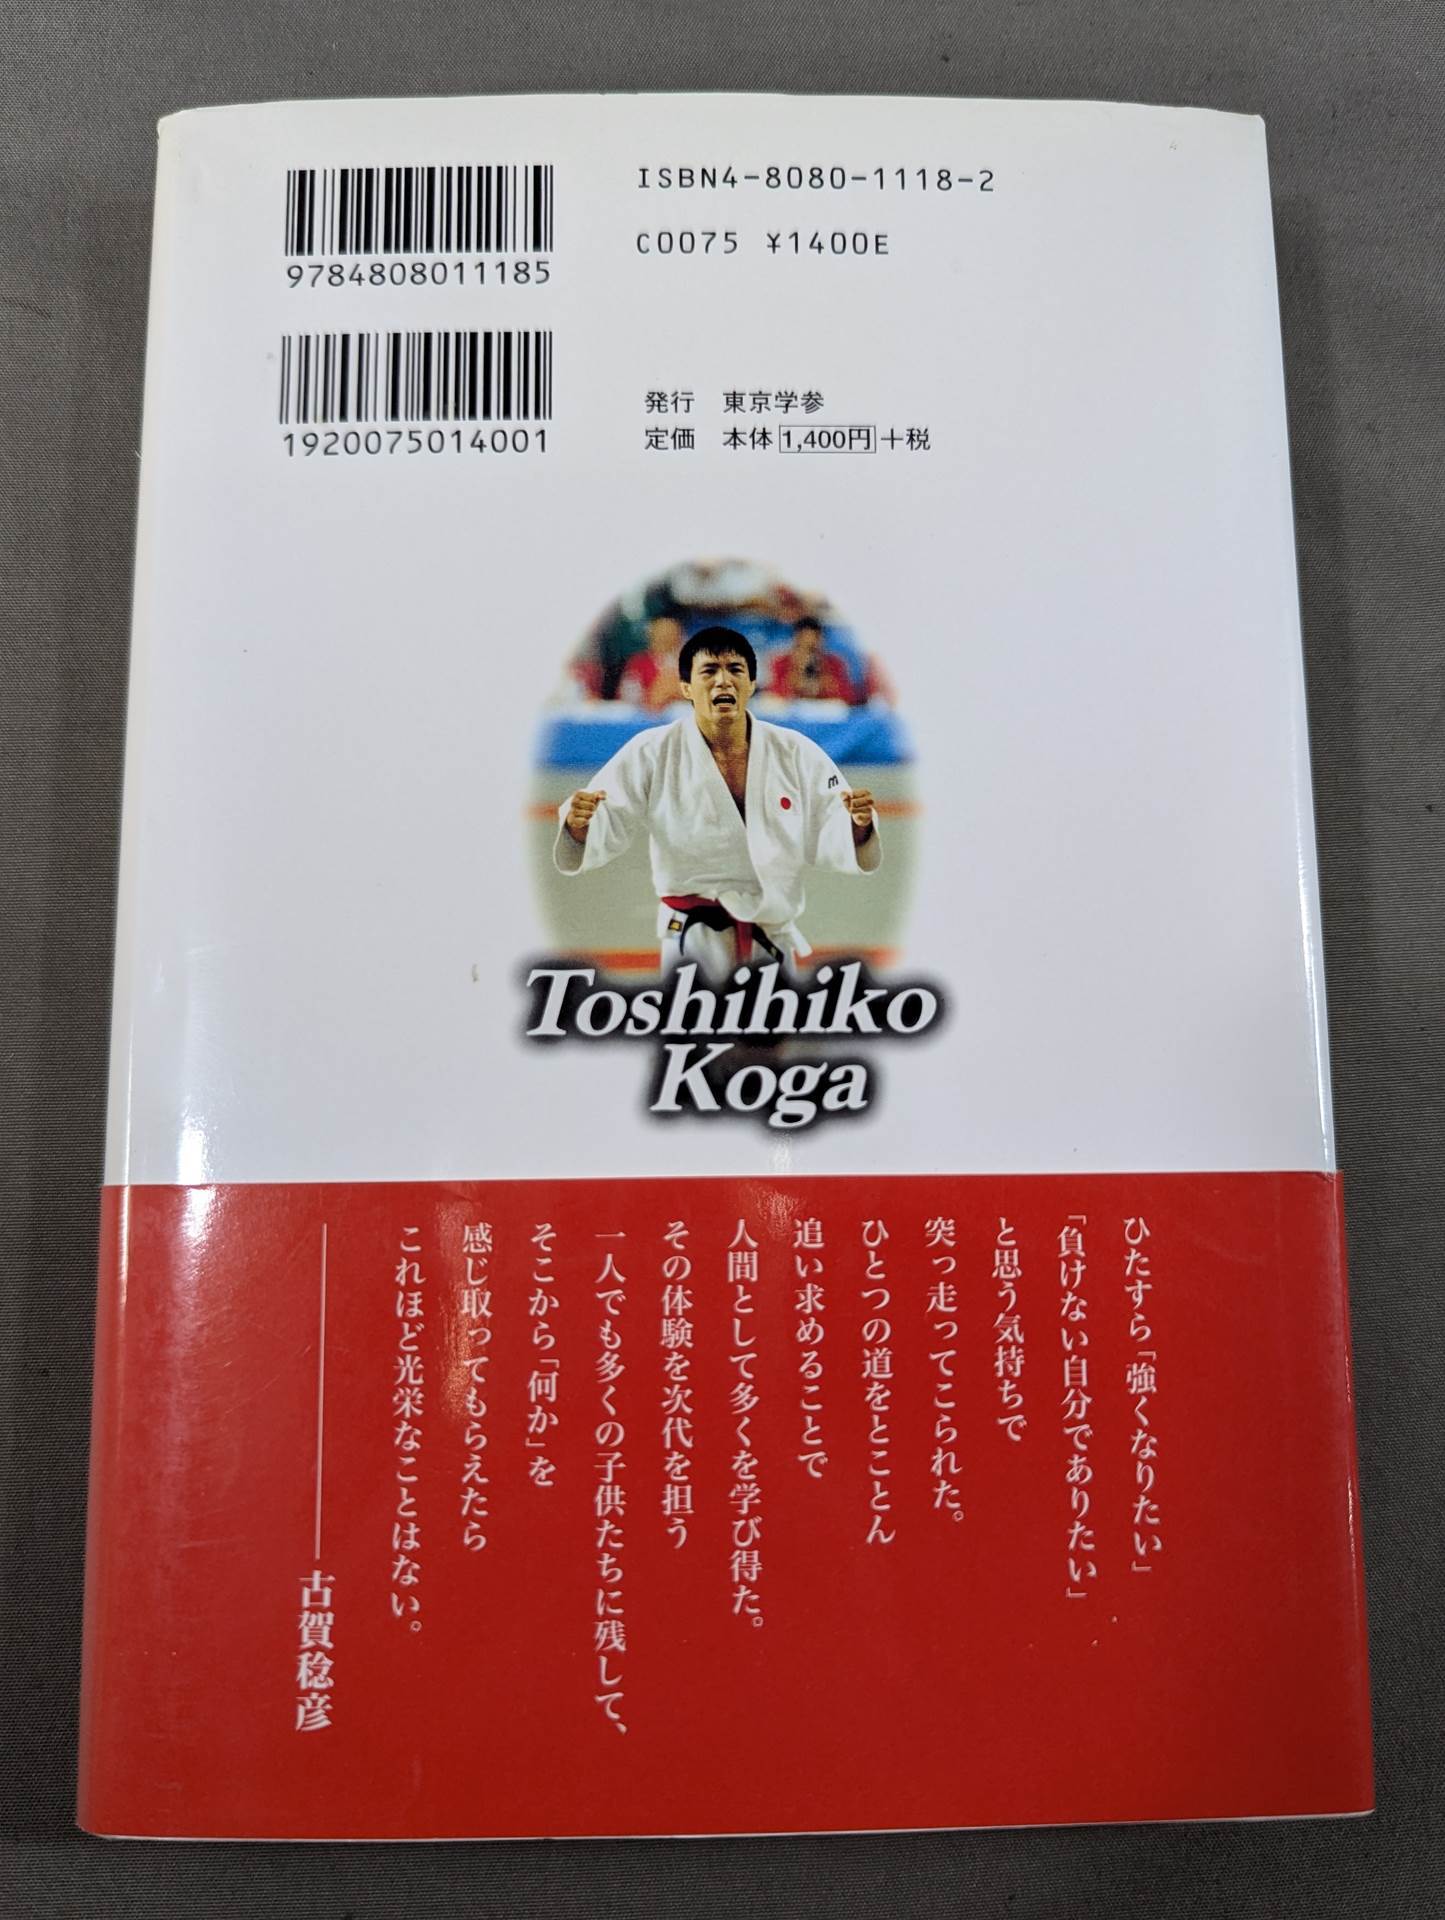 ISBN4-8080-1118-2
C0075 ¥1400E
9784808011185
1920075014001
発行 東京学参
定価 本体1,400円+税
m
Toshihiko
Koga
ひたすら「強くなりたい」
「負けない自分でありたい」
と思う気持ちで
突っ走ってこられた。
ひとつの道をとことん
追い求めることで
人間として多くを学び得た。
その体験を次代を担う
一人でも多くの子供たちに残して、
そこから「何か」を
感じ取ってもらえたら
これほど光栄なことはない。
――古賀稔彦